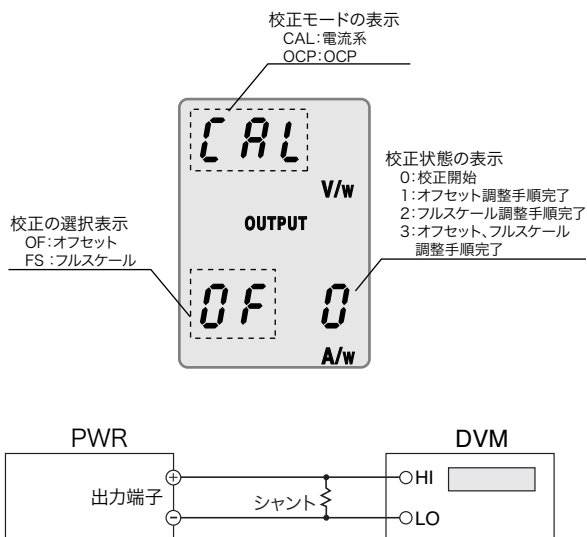 校正モードの表示
CAL：電流系
OCP：OCP
CAL
V/w
OUTPUT
校正状態の表示
0：校正開始
1：オフセット調整手順完了
2：フルスケール調整手順完了
3：オフセット、フルスケール
調整手順完了
校正の選択表示
OF：オフセット
FS ：フルスケール
OF 0
A/w
PWR
DVM
出力端子
＋
－
シャント
HI
LO